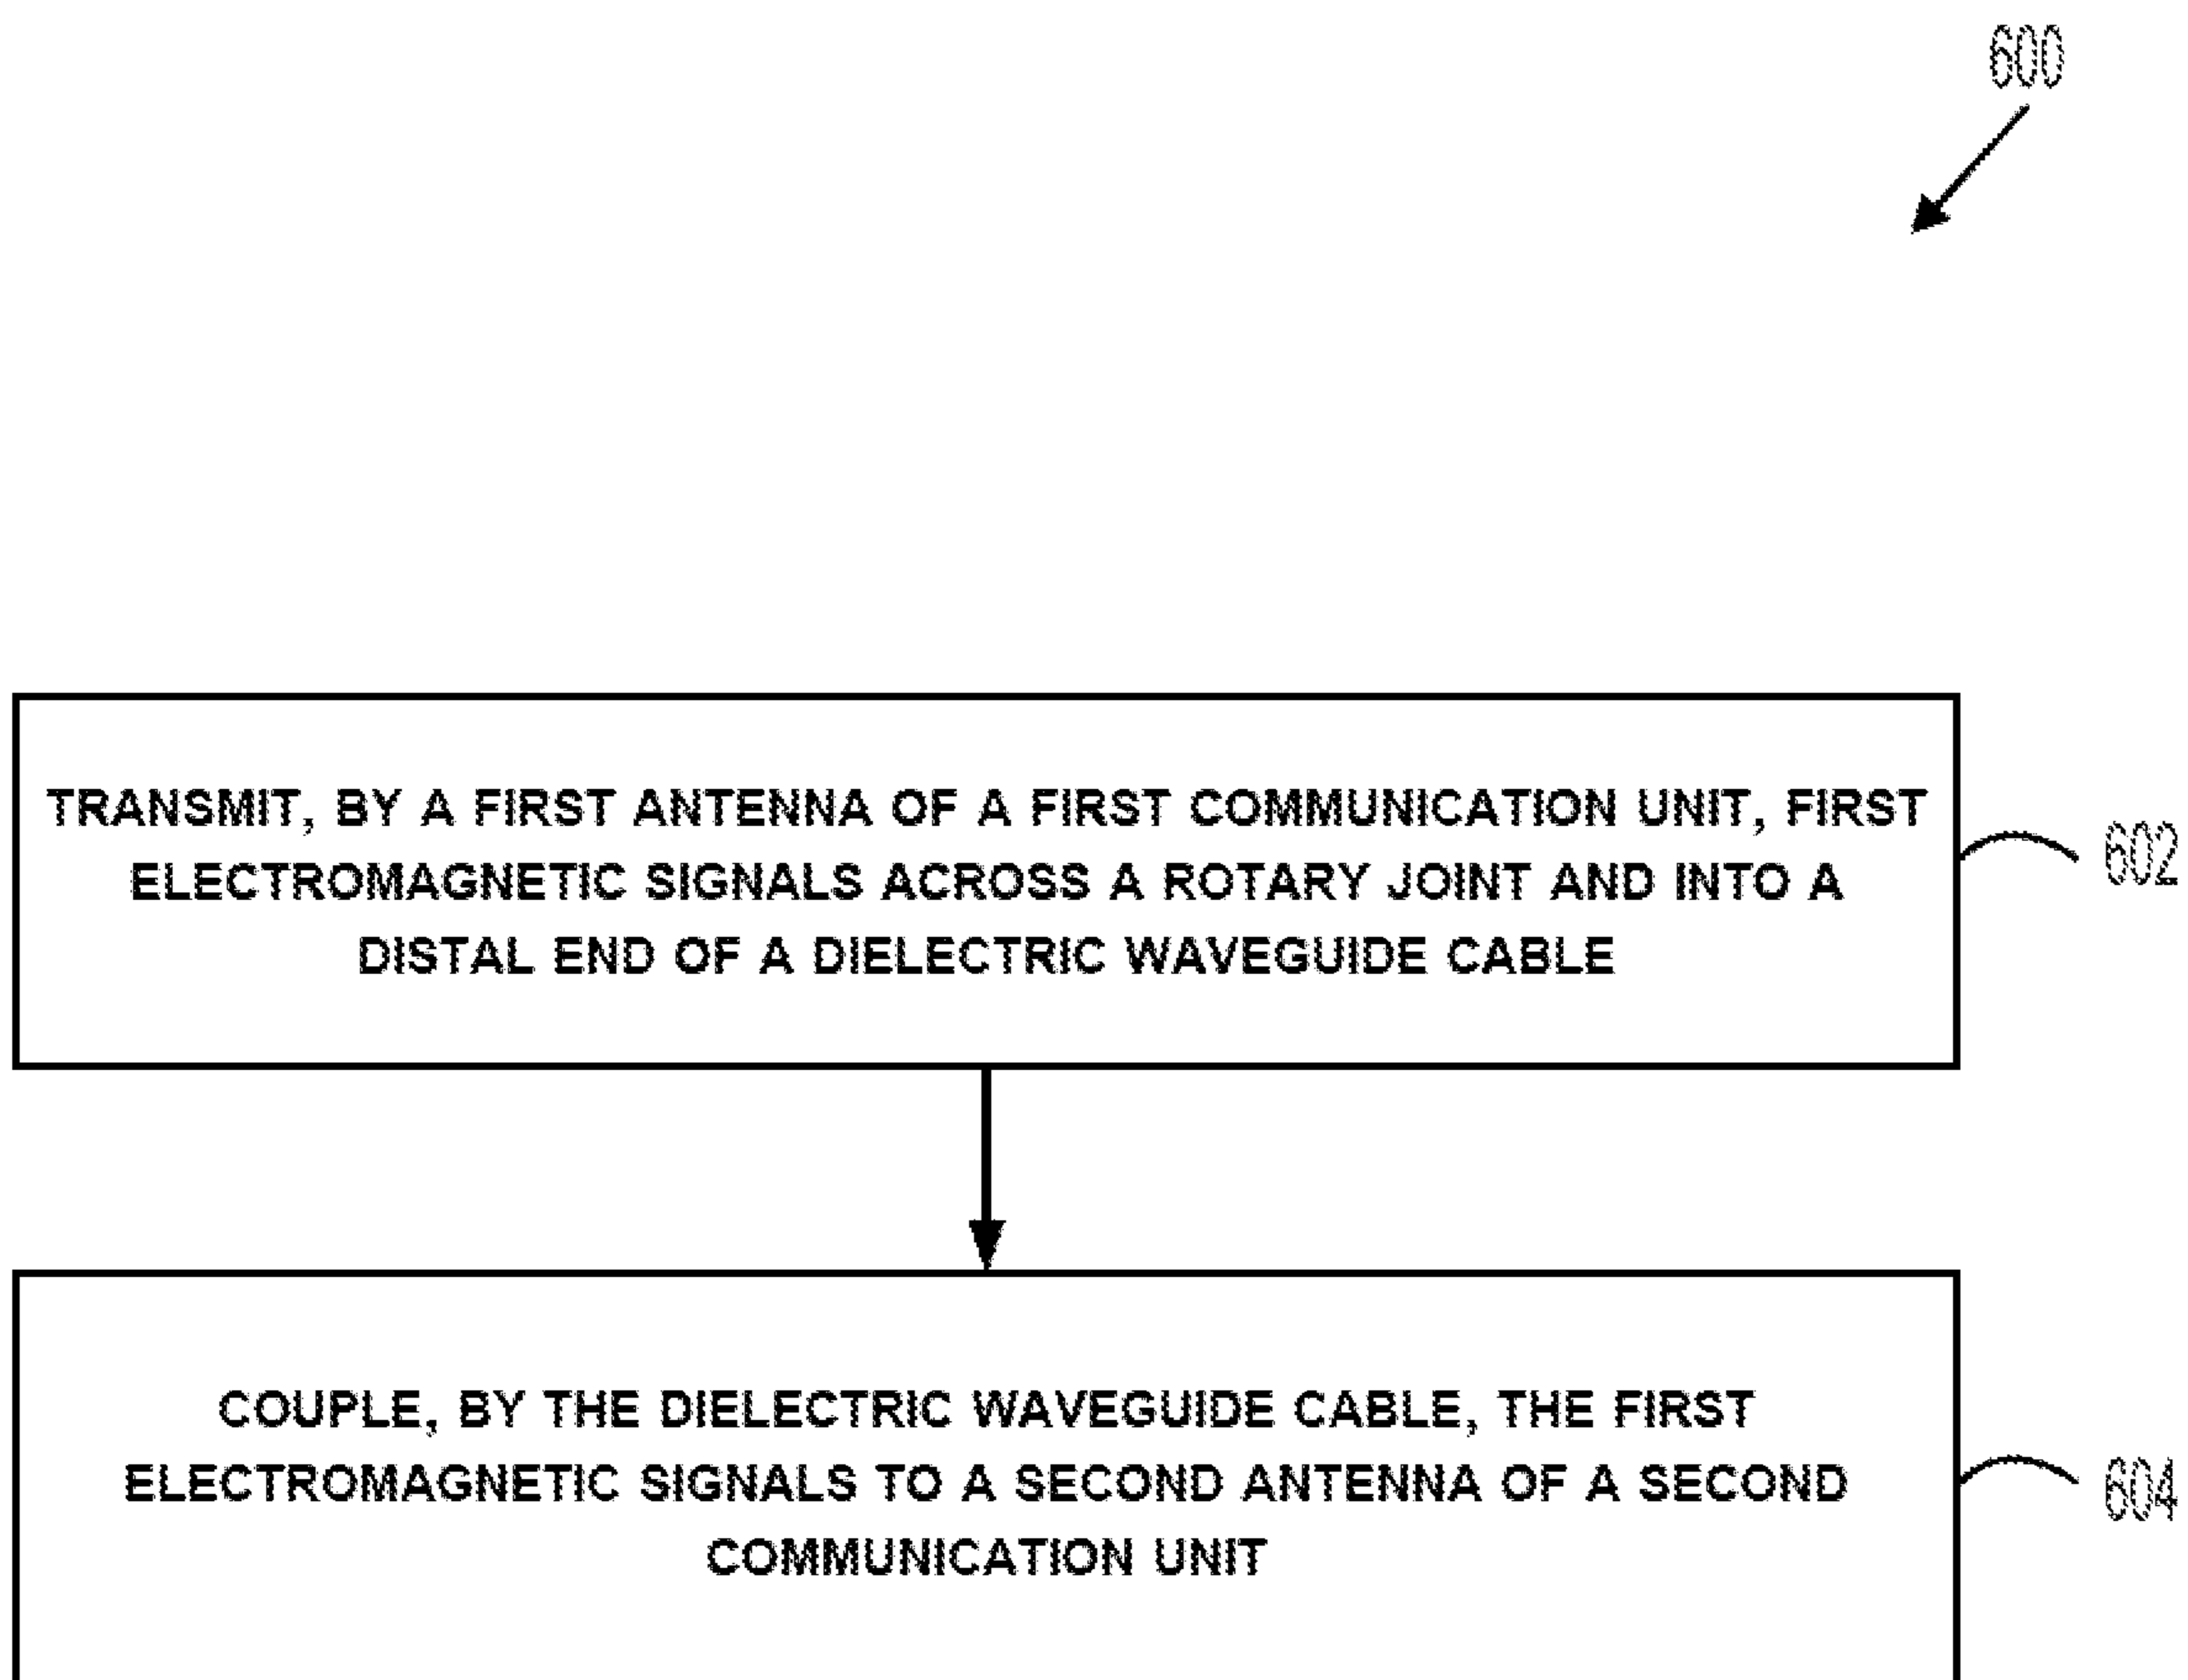 600
TRANSMIT, BY A FIRST ANTENNA OF A FIRST COMMUNICATION UNIT, FIRST
ELECTROMAGNETIC SIGNALS ACROSS A ROTARY JOINT AND INTO A
DISTAL END OF A DIELECTRIC WAVEGUIDE CABLE
602
COUPLE, BY THE DIELECTRIC WAVEGUIDE CABLE, THE FIRST
ELECTROMAGNETIC SIGNALS TO A SECOND ANTENNA OF A SECOND
COMMUNICATION UNIT
604